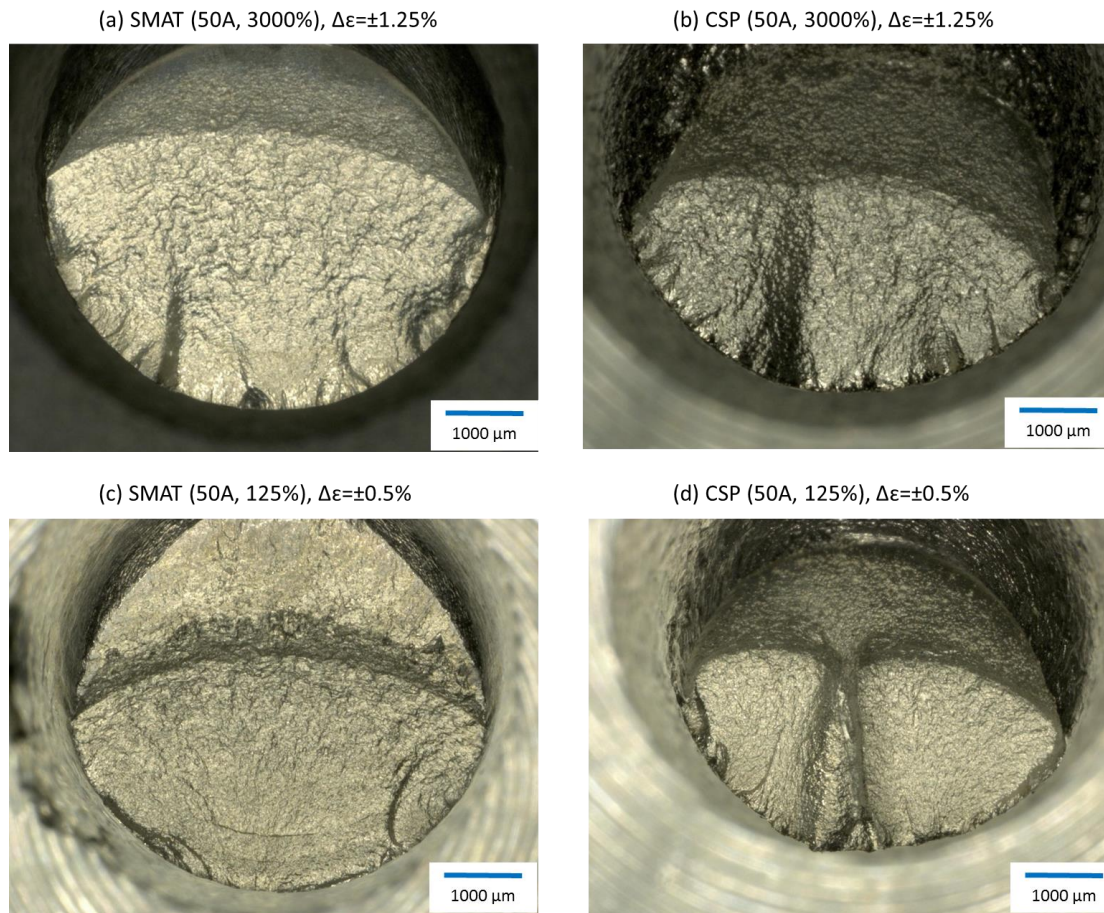 (a) SMAT (50A, 3000%), Δε=±1.25%
(b) CSP (50A, 3000%), Δε=±1.25%
1000 µm
1000 µm
(c) SMAT (50A, 125%), Δε=±0.5%
(d) CSP (50A, 125%), Δε=±0.5%
1000 µm
1000 µm